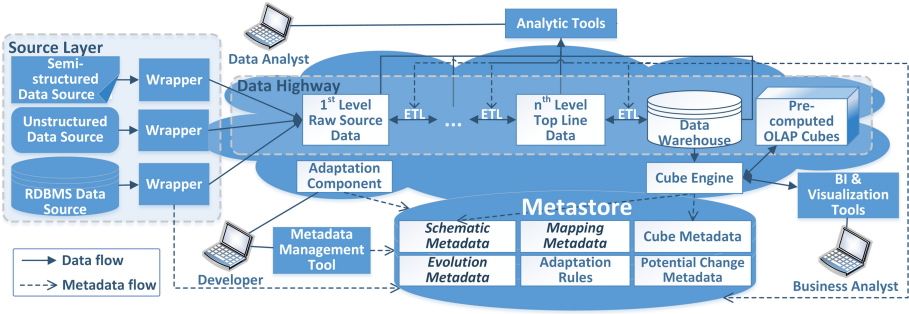 Analytic Tools
Source Layer
Data Analyst
Semi-
structured
Data Source
Wrapper
Data Highway
1st Level
Raw Source
Data
ETL
...
ETL
nth Level
Top Line
Data
ETL
Data
Warehouse
Pre-
computed
OLAP Cubes
Unstructured
Data Source
Wrapper
RDBMS Data
Source
Wrapper
Adaptation
Component
Cube Engine
BI &
Visualization
Tools
Metastore
Schematic
Metadata
Mapping
Metadata
Cube Metadata
Evolution
Metadata
Adaptation
Rules
Potential Change
Metadata
Metadata
Management
Tool
Developer
Business Analyst
Data flow
Metadata flow